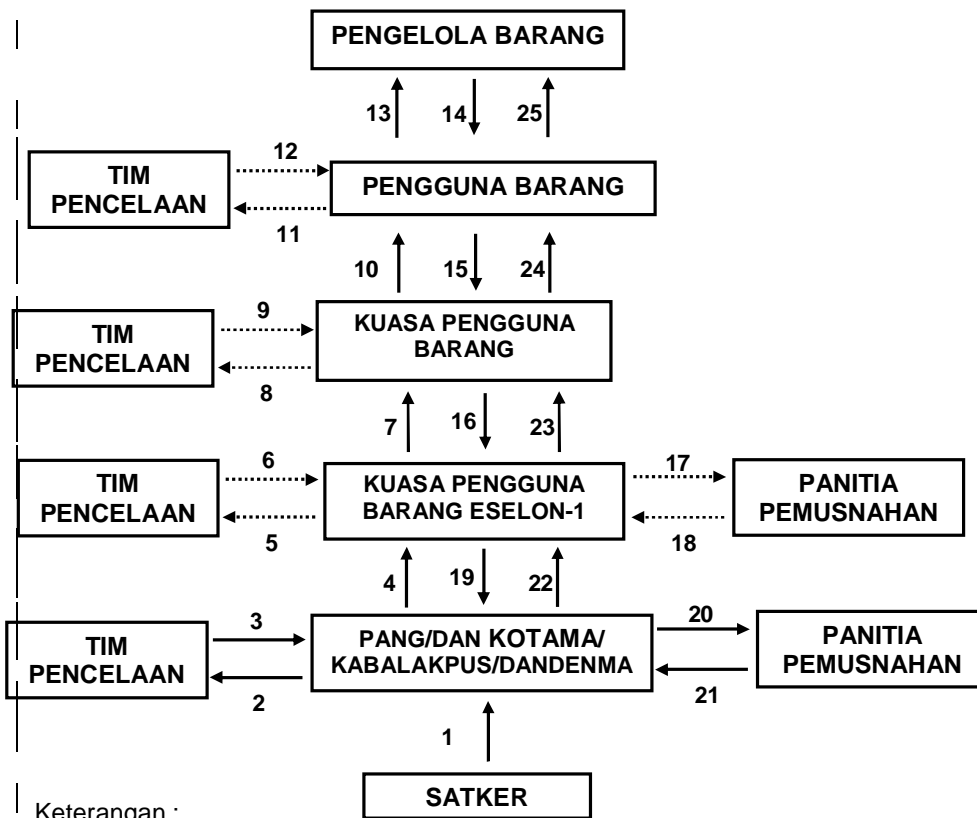 PENGELOLA BARANG
13
14
25
12
TIM
PENCELAAN
PENGGUNA BARANG
11
10
15
24
9
TIM
PENCELAAN
KUASA PENGGUNA
BARANG
8
7
16
23
6
17
TIM
PENCELAAN
KUASA PENGGUNA
BARANG ESELON-1
PANITIA
PEMUSNAHAN
5
18
4
19
22
3
20
TIM
PENCELAAN
PANG/DAN KOTAMA/
KABALAKPUS/DANDENMA
PANITIA
PEMUSNAHAN
2
21
1
SATKER
Keterangan :